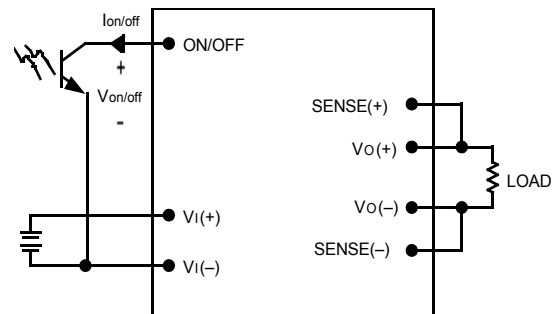 Ion/off
ON/OFF
+
Von/off
-
SENSE(+)
VO(+)
LOAD
VI(+)
VO(–)
VI(–)
SENSE(–)